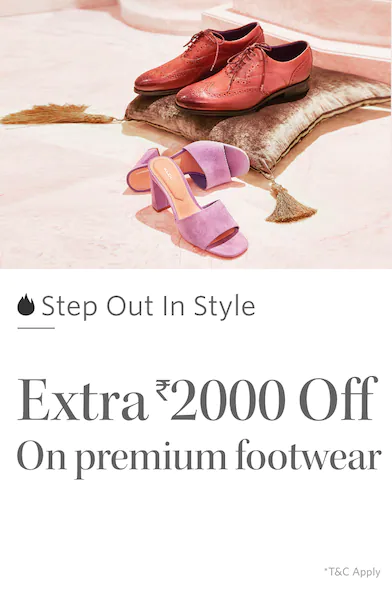 Step Out In Style
Extra ₹2000 Off
On premium footwear
*T&C Apply